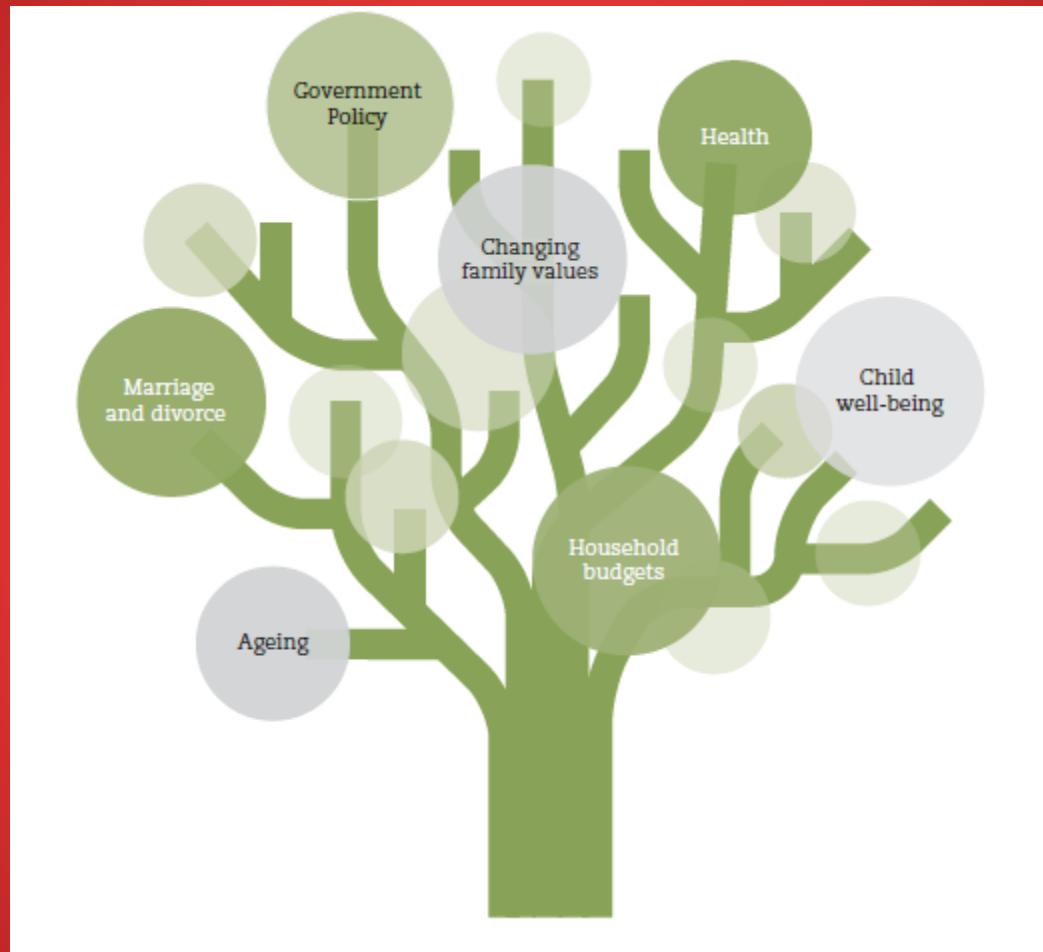 Government
Policy
Health
Changing
family values
Marriage
and divorce
Child
well-being
Household
budgets
Ageing